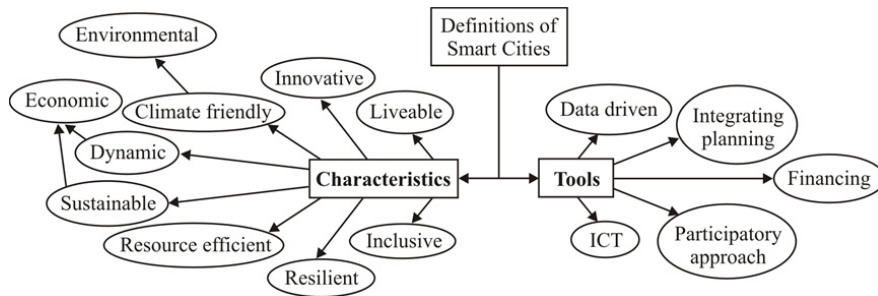 Definitions of
Smart Cities
Environmental
Innovative
Economic
Climate friendly
Liveable
Data driven
Integrating
planning
Dynamic
Characteristics
Tools
Financing
Sustainable
Resource efficient
Inclusive
ICT
Participatory
approach
Resilient